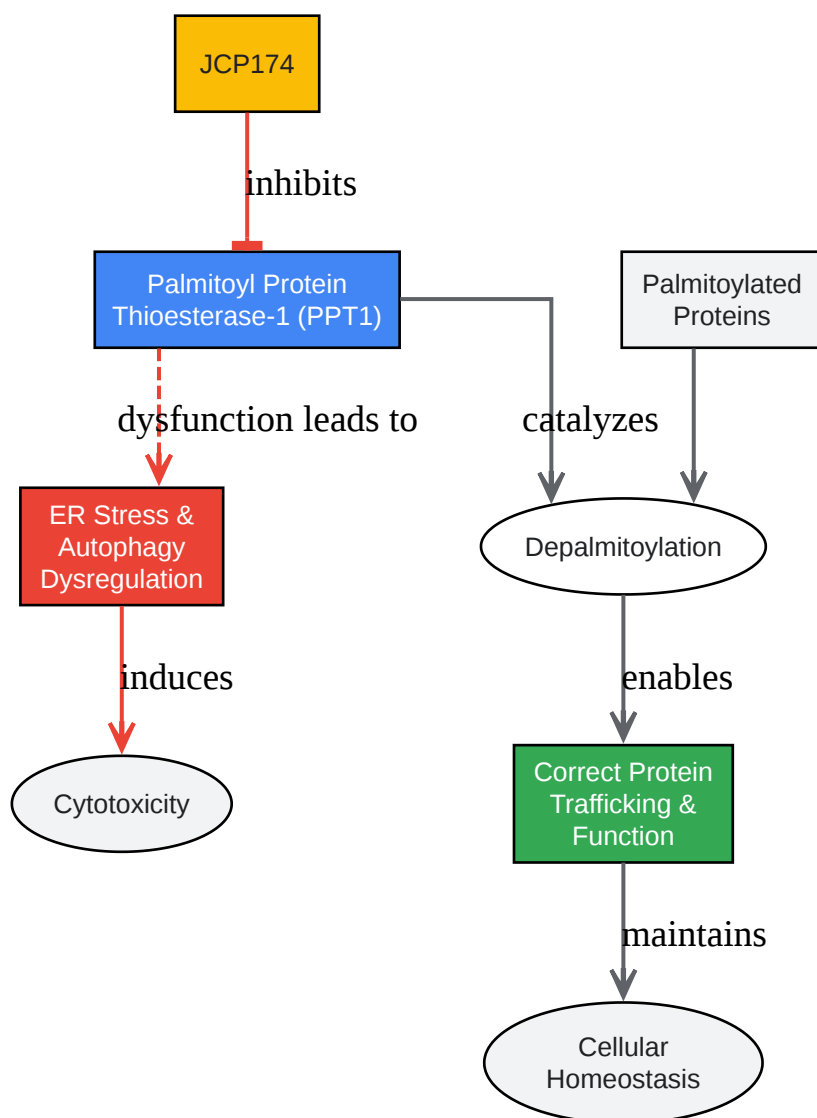 JCP174
inhibits
Palmitoyl Protein
Thioesterase-1 (PPT1)
Palmitoylated
Proteins
dysfunction leads to
catalyzes
ER Stress &
Autophagy
Dysregulation
Depalmitoylation
induces
enables
Cytotoxicity
Correct Protein
Trafficking &
Function
maintains
Cellular
Homeostasis